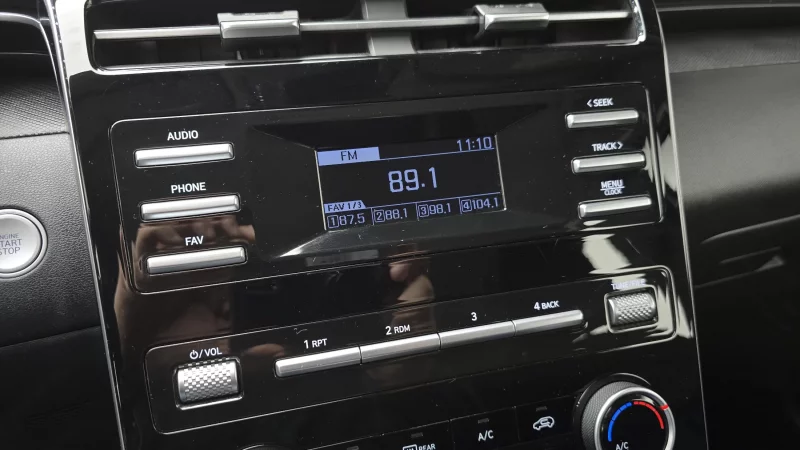 AUDIO
PHONE
FAV
ENGINE
START
STOP
FM 11:10
89.1
FAV 1/3
1 87.5 2 88.1 3 98.1 4 104.1
< SEEK
TRACK >
MENU
CLOCK
⏻/VOL
1 RPT
2 RDM
3
4 BACK
REAR
A/C
A/C